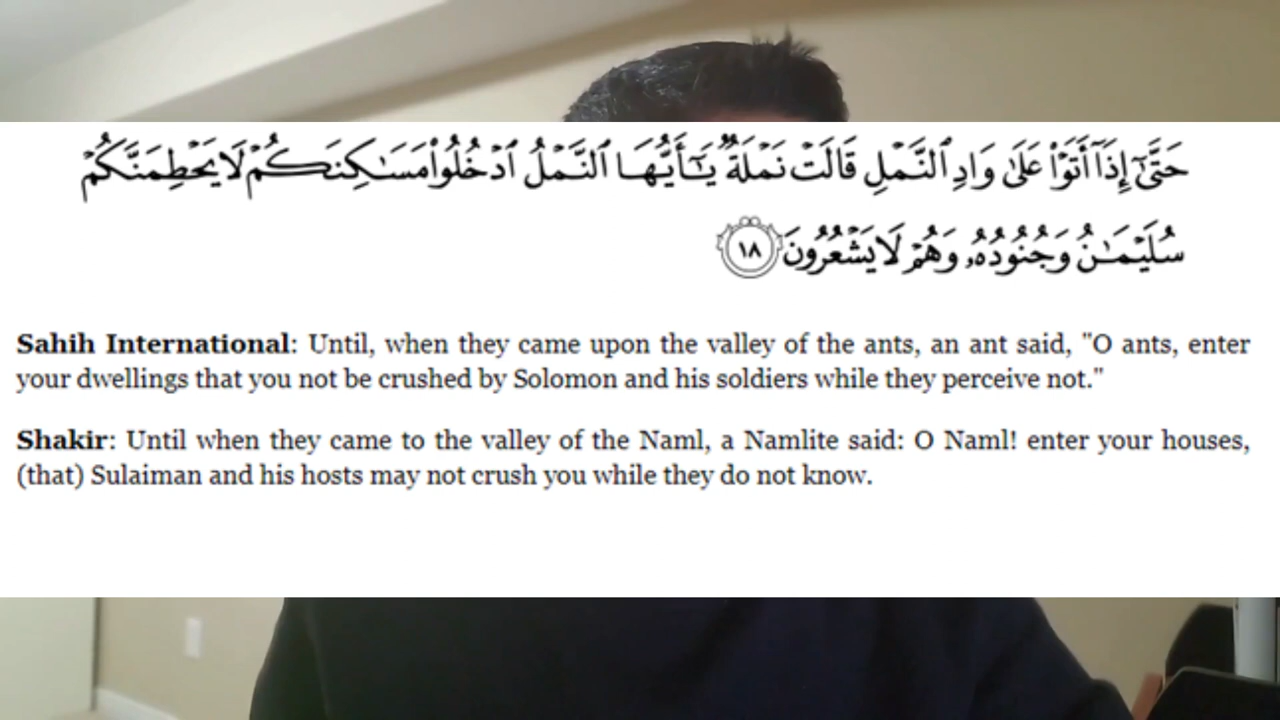 حَتَّىٰٓ إِذَآ أَتَوْا۟ عَلَىٰ وَادِ ٱلنَّمْلِ قَالَتْ نَمْلَةٌ يَـٰٓأَيُّهَا ٱلنَّمْلُ ٱدْخُلُوا۟ مَسَـٰكِنَكُمْ لَا يَحْطِمَنَّكُمْ
سُلَيْمَـٰنُ وَجُنُودُهُۥ وَهُمْ لَا يَشْعُرُونَ ١٨
Sahih International: Until, when they came upon the valley of the ants, an ant said, "O ants, enter
your dwellings that you not be crushed by Solomon and his soldiers while they perceive not."
Shakir: Until when they came to the valley of the Naml, a Namlite said: O Naml! enter your houses,
(that) Sulaiman and his hosts may not crush you while they do not know.